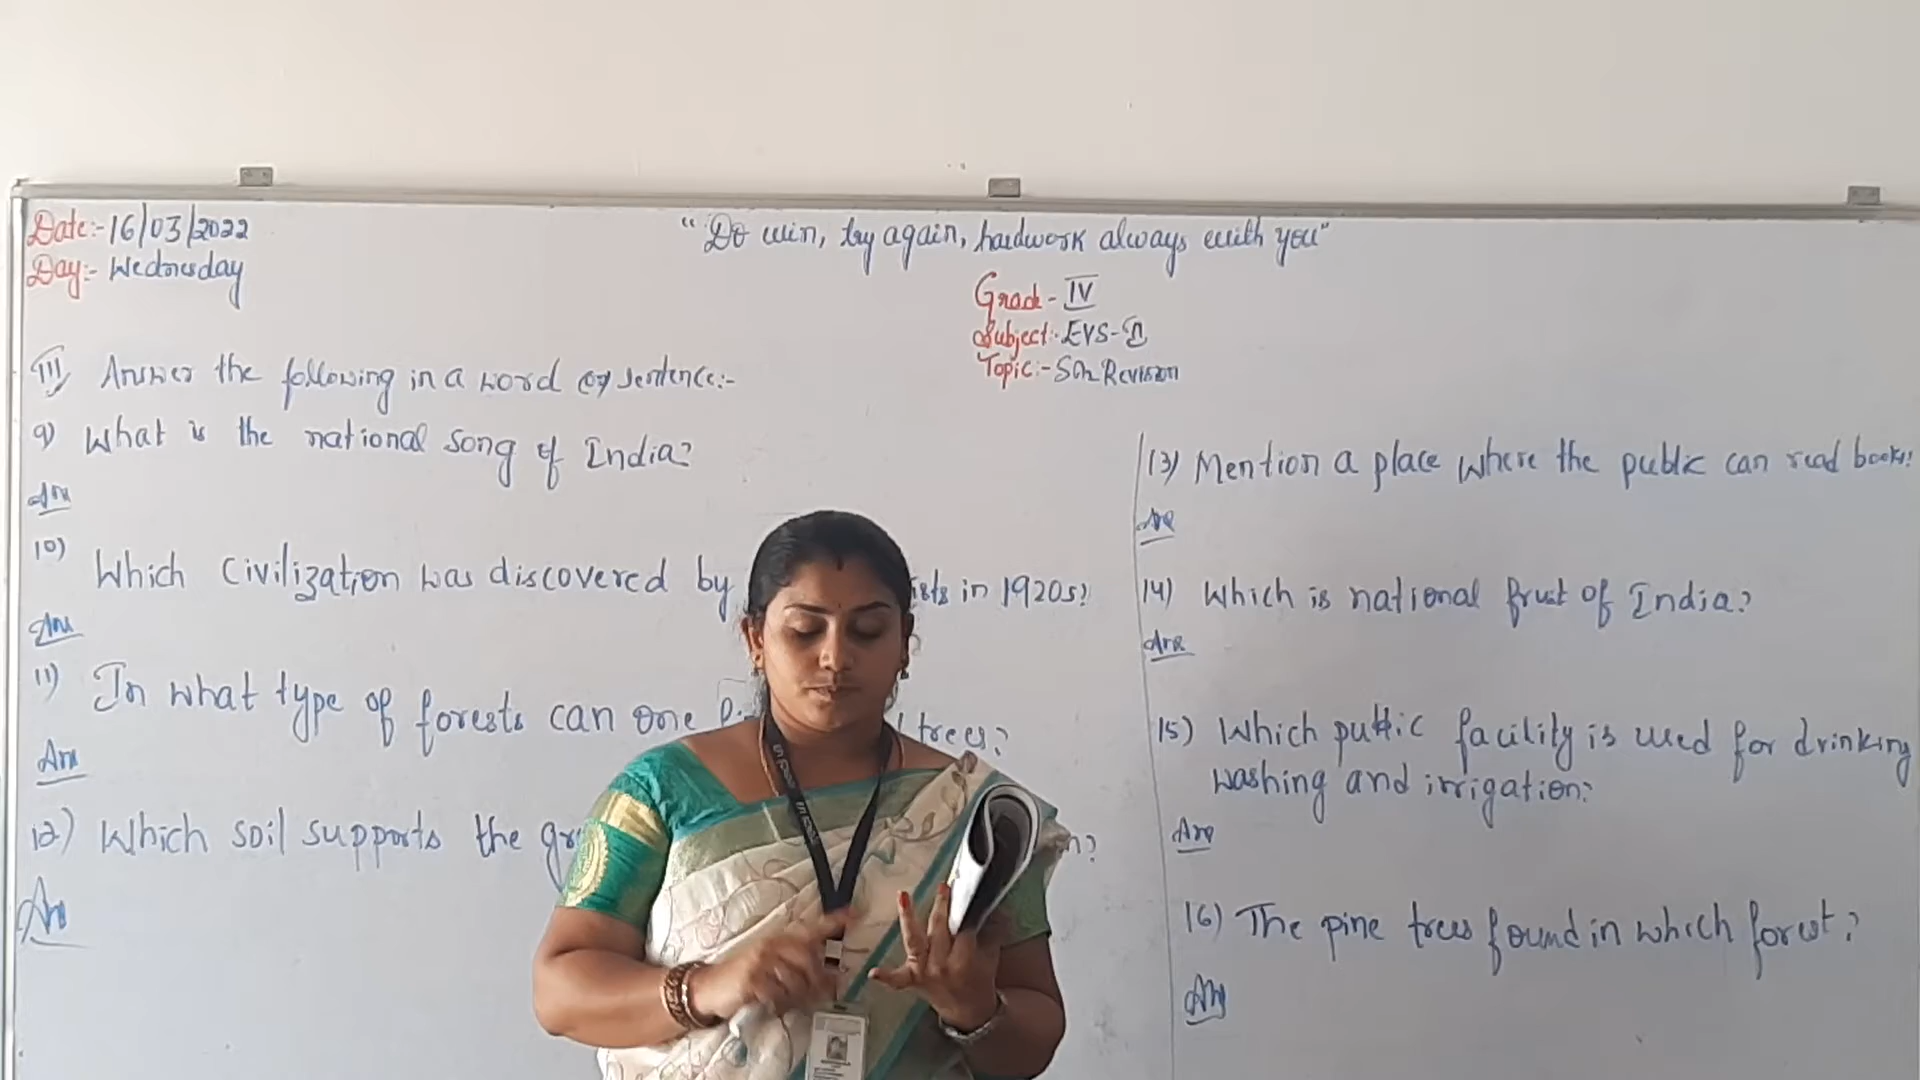 Date:- 16/03/2022
Day:- Wednesday
"Do win, try again, hardwork always with you"
Grade - IV
Subject:- EVS-II
Topic:- SA2 Revision
III) Answer the following in a word or sentence:-
9) What is the national song of India?
Ans
10) Which civilization was discovered by ists in 1920s?
Ans
11) In what type of forests can one trees?
Ans
12) Which soil supports the gr n?
Ans
13) Mention a place where the public can read books?
Ans
14) Which is national fruit of India?
Ans
15) Which public facility is used for drinking
washing and irrigation?
Ans
16) The pine trees found in which forest?
Ans